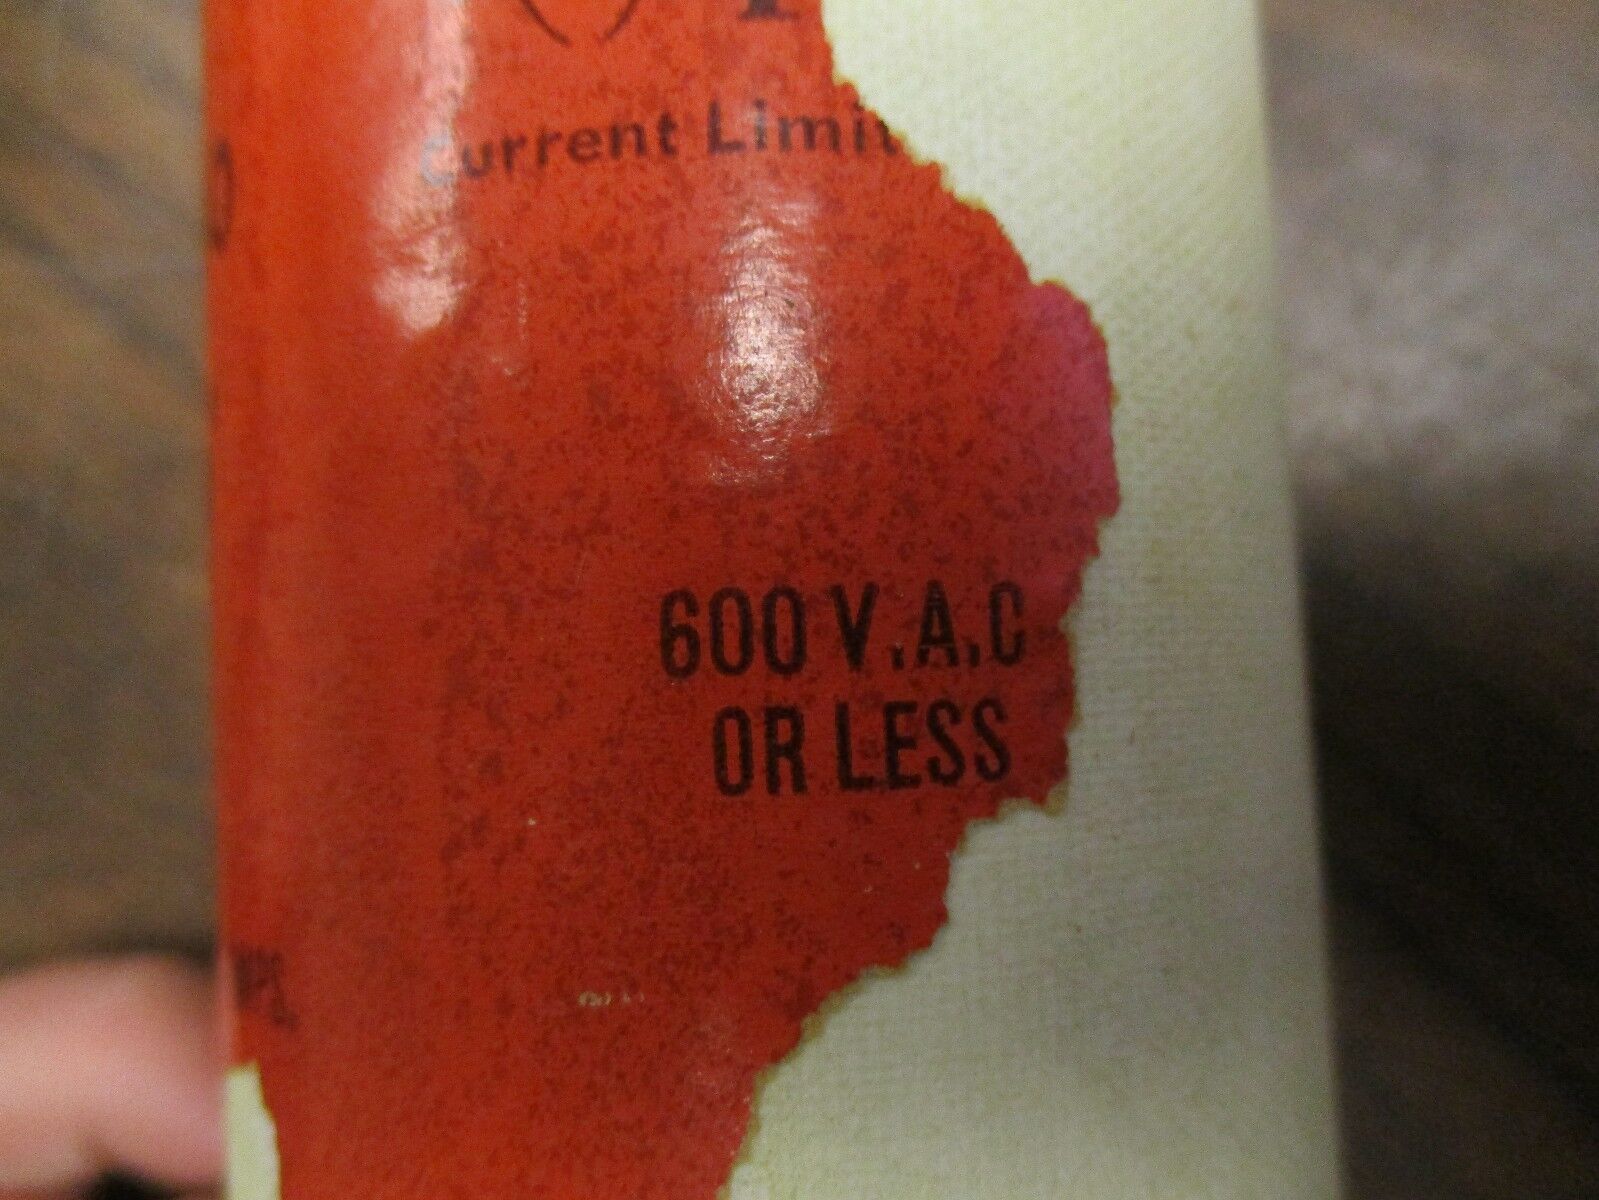 Current Limit
600 V.A.C
OR LESS